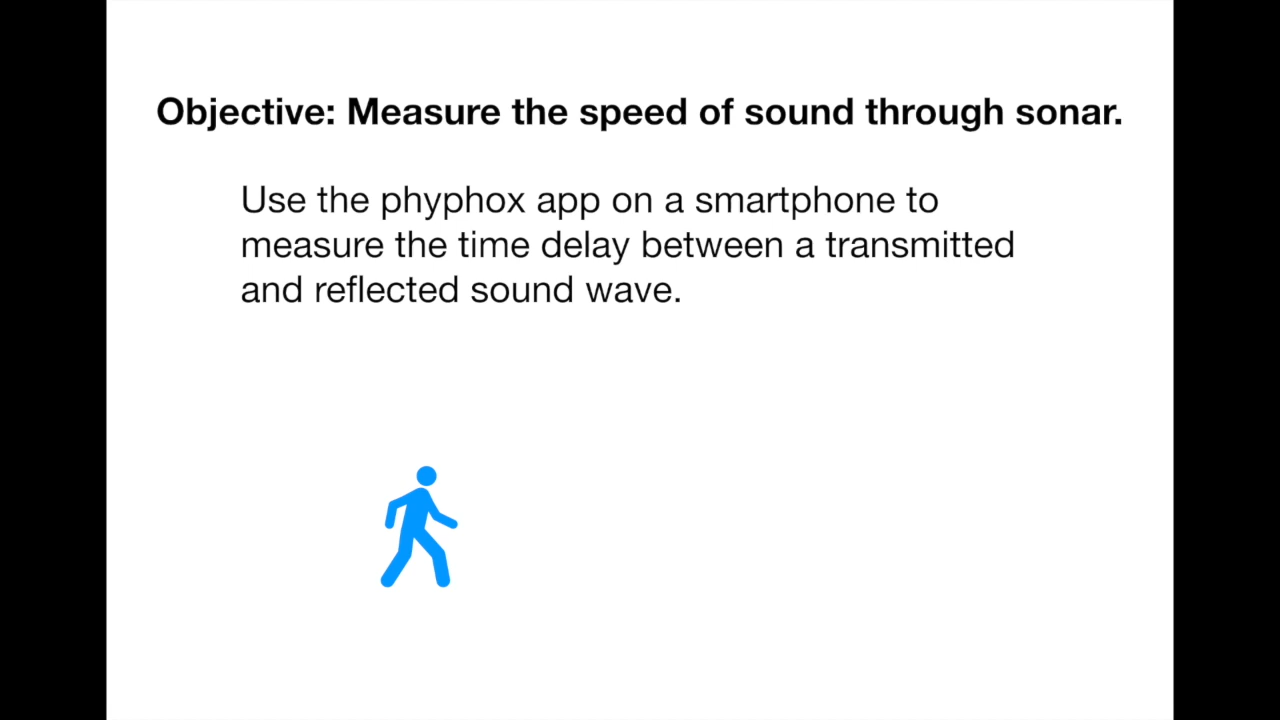 Objective: Measure the speed of sound through sonar.
Use the phyphox app on a smartphone to
measure the time delay between a transmitted
and reflected sound wave.